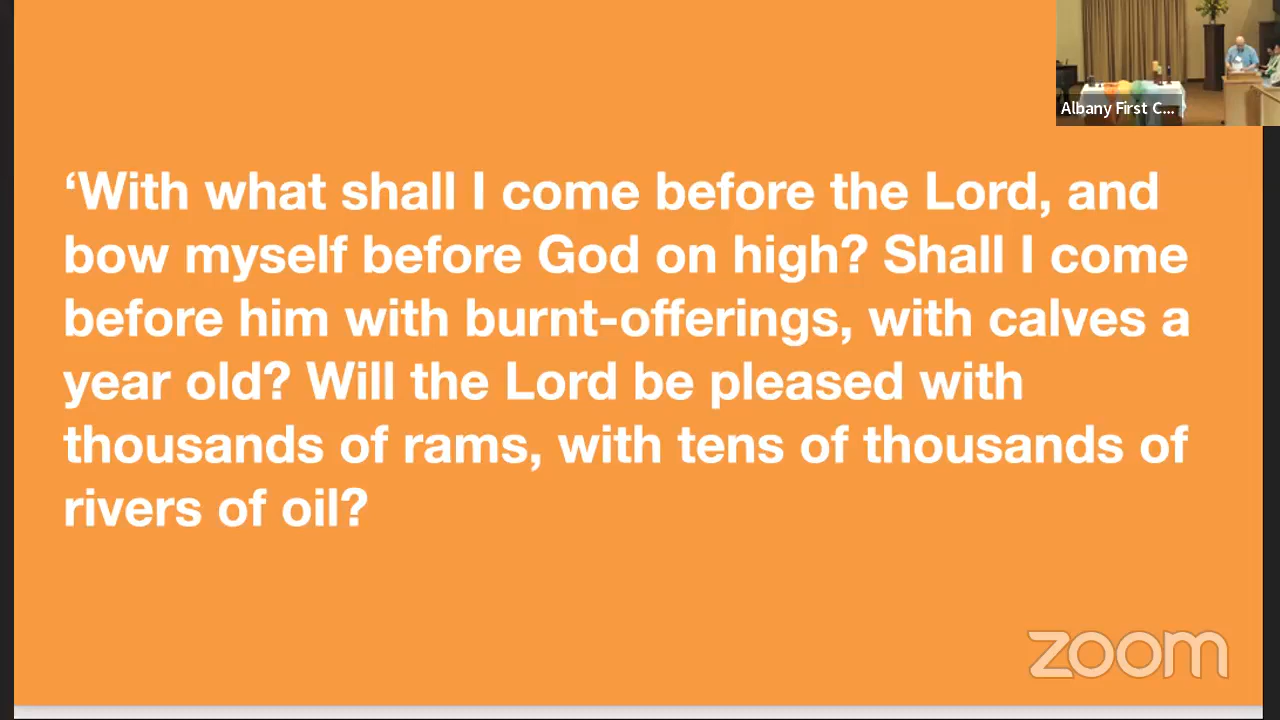 Albany First C...
‘With what shall I come before the Lord, and
bow myself before God on high? Shall I come
before him with burnt-offerings, with calves a
year old? Will the Lord be pleased with
thousands of rams, with tens of thousands of
rivers of oil?
zoom